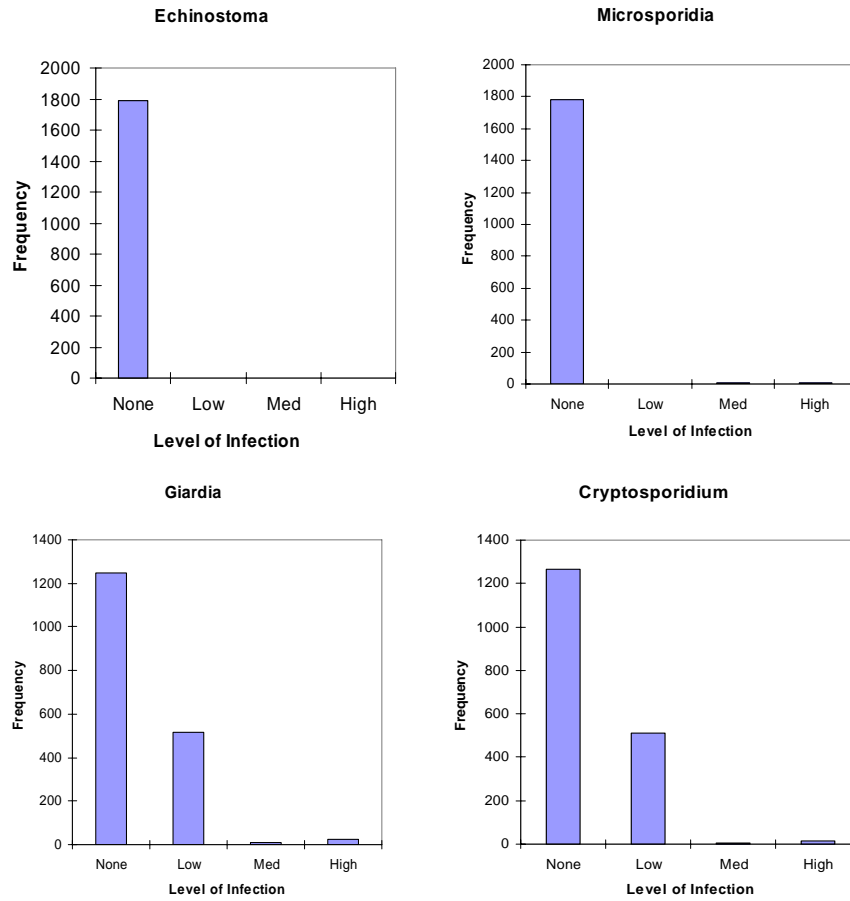 Echinostoma
2000
1800
1600
1400
1200
1000
800
600
400
200
0
Frequency
None Low Med High
Level of Infection
Microsporidia
2000
1800
1600
1400
1200
1000
800
600
400
200
0
Frequency
None Low Med High
Level of Infection
Giardia
1400
1200
1000
800
600
400
200
0
Frequency
None Low Med High
Level of Infection
Cryptosporidium
1400
1200
1000
800
600
400
200
0
Frequency
None Low Med High
Level of Infection